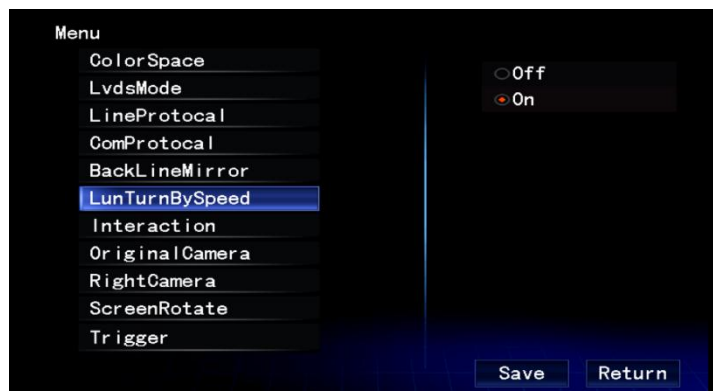 Menu
ColorSpace
LvdsMode
LineProtocal
ComProtocal
BackLineMirror
LunTurnBySpeed
Interaction
OriginalCamera
RightCamera
ScreenRotate
Trigger
Off
On
Save Return